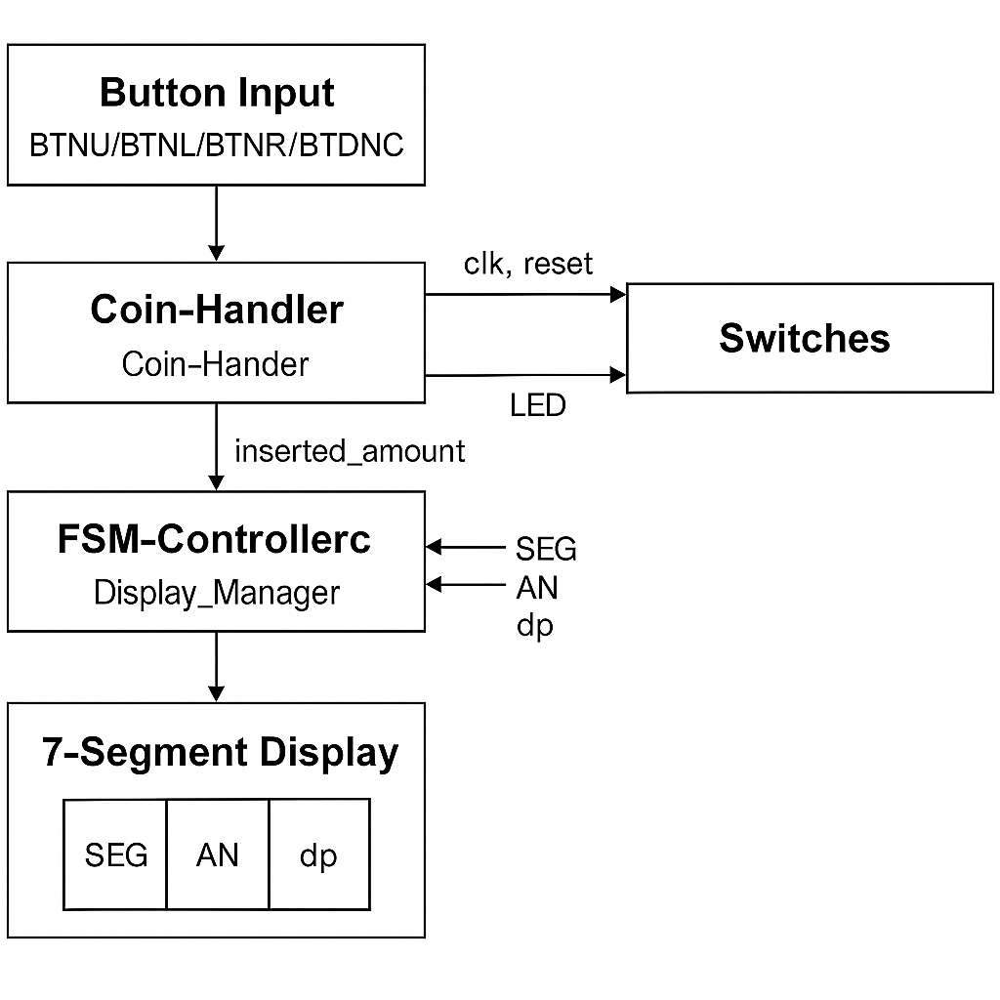 Button Input
BTNU/BTNL/BTNR/BTDNC
clk, reset
Coin-Handler
Coin-Hander
Switches
LED
inserted_amount
FSM-Controllerc
Display_Manager
SEG
AN
dp
7-Segment Display
SEG AN dp